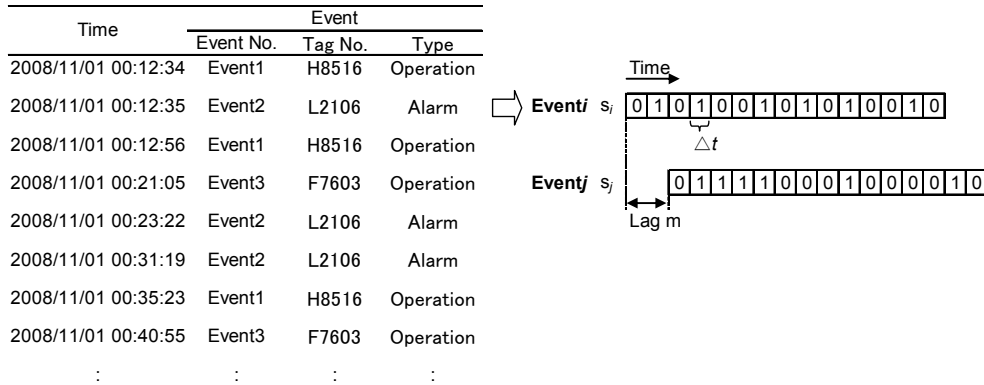 Time Event
Event No. Tag No. Type
2008/11/01 00:12:34 Event1 H8516 Operation
2008/11/01 00:12:35 Event2 L2106 Alarm
2008/11/01 00:12:56 Event1 H8516 Operation
2008/11/01 00:21:05 Event3 F7603 Operation
2008/11/01 00:23:22 Event2 L2106 Alarm
2008/11/01 00:31:19 Event2 L2106 Alarm
2008/11/01 00:35:23 Event1 H8516 Operation
2008/11/01 00:40:55 Event3 F7603 Operation
: : : :
Time
Eventi si 0 1 0 1 0 0 1 0 1 0 1 0 0 1 0
△t
Eventj sj 0 1 1 1 1 0 0 0 1 0 0 0 0 1 0
Lag m